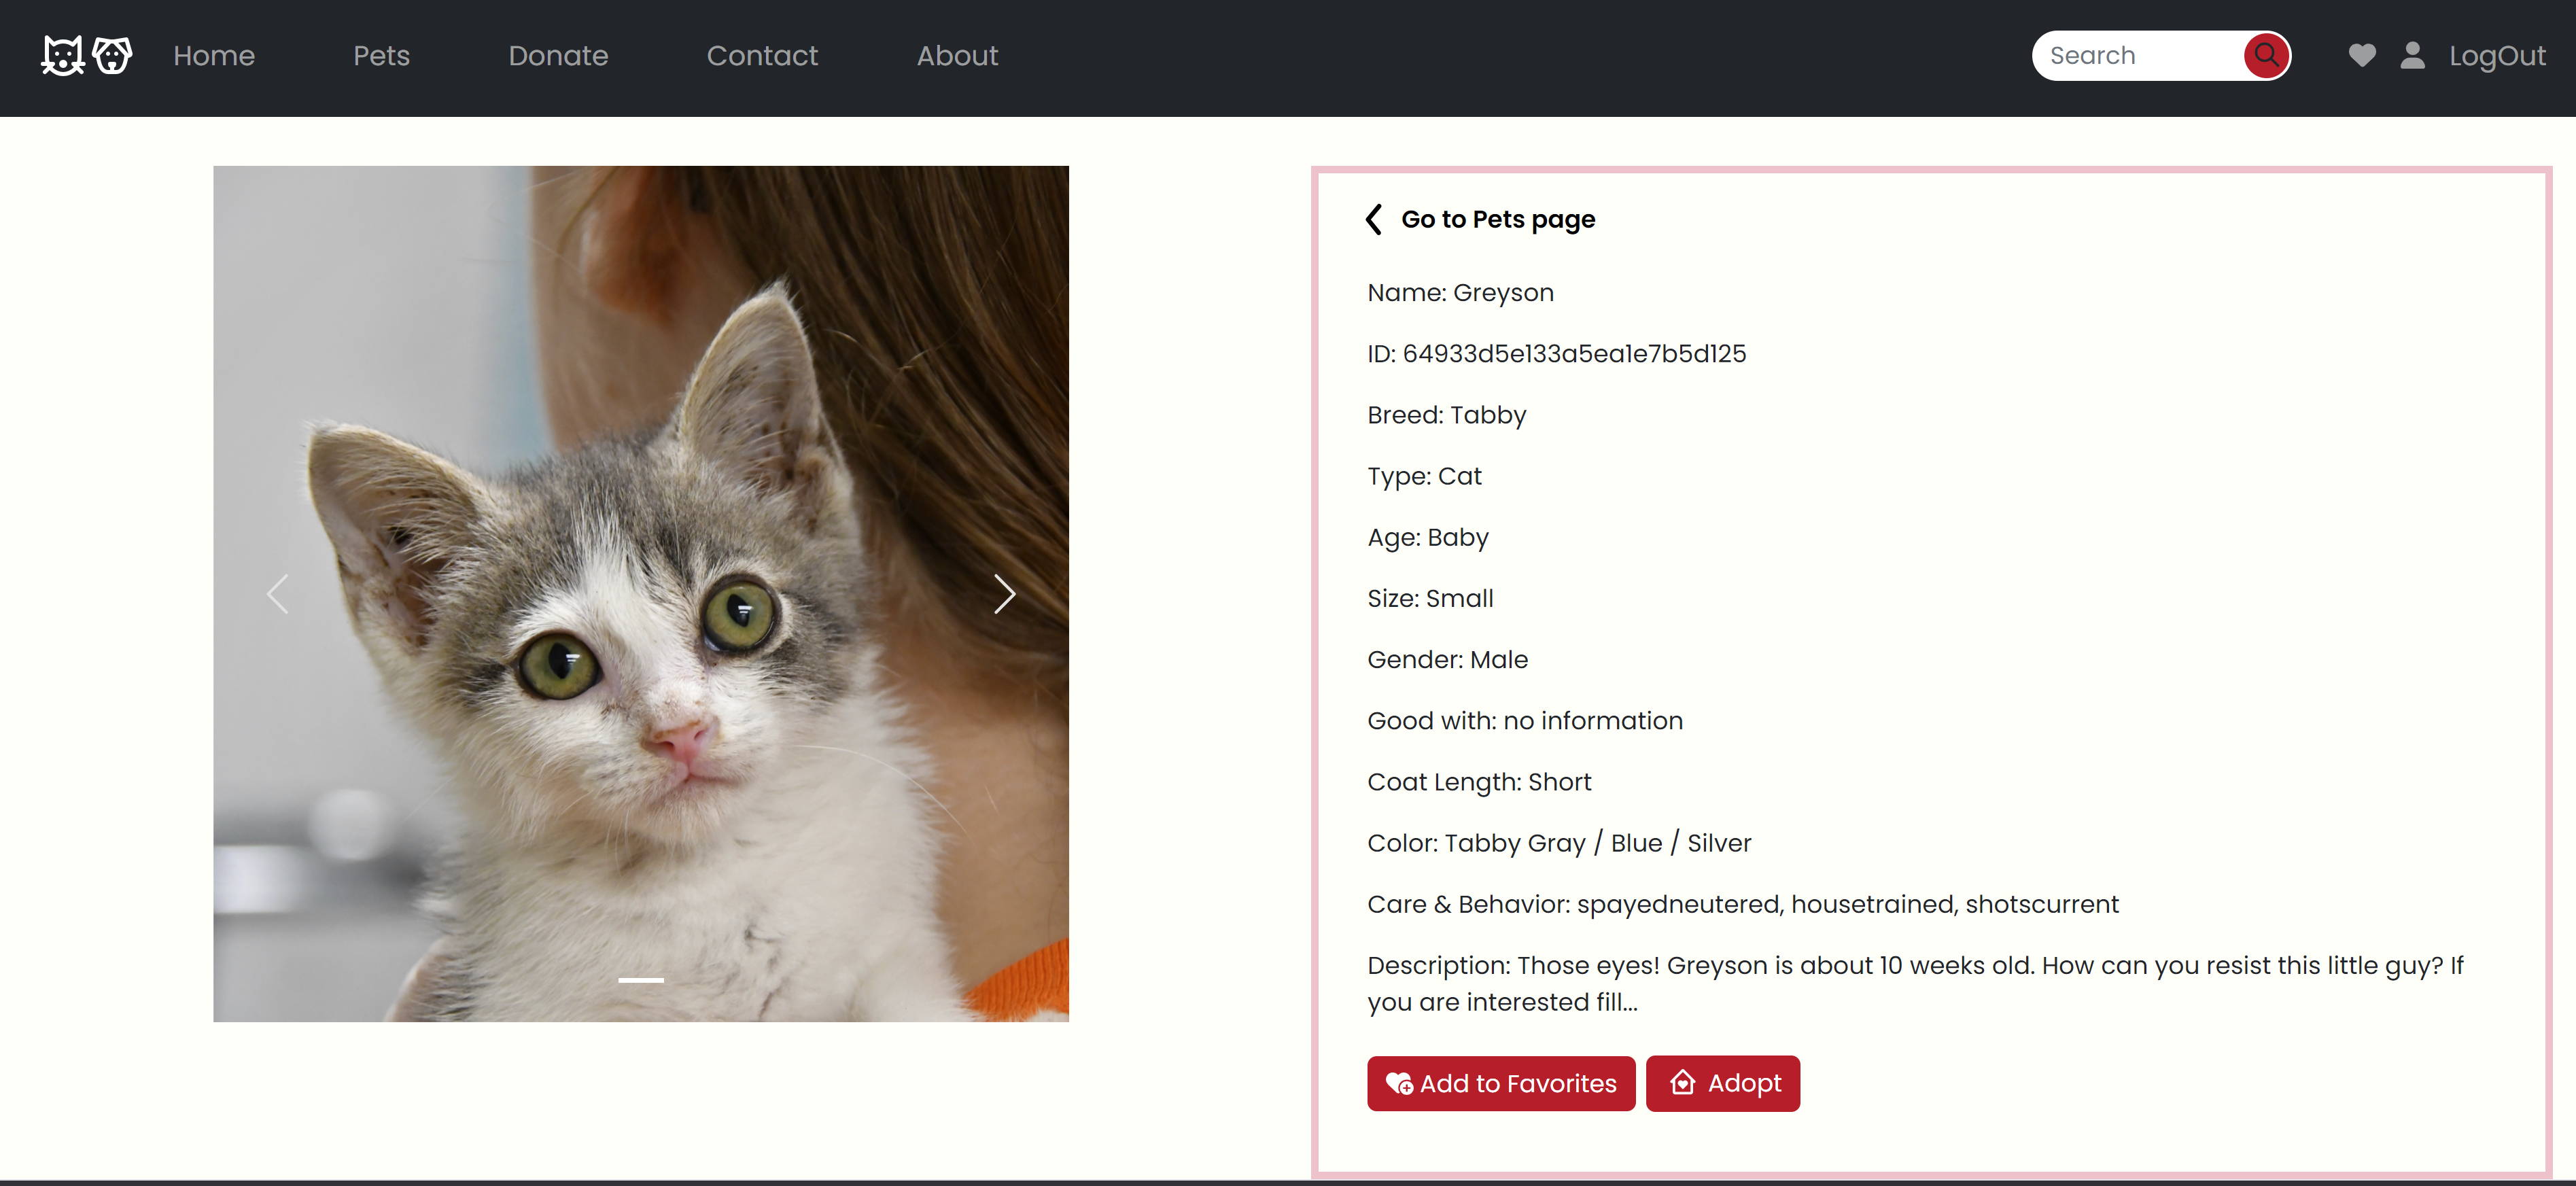 Home Pets Donate Contact About Search LogOut
Go to Pets page
Name: Greyson
ID: 64933d5e133a5ea1e7b5d125
Breed: Tabby
Type: Cat
Age: Baby
Size: Small
Gender: Male
Good with: no information
Coat Length: Short
Color: Tabby Gray / Blue / Silver
Care & Behavior: spayedneutered, housetrained, shotscurrent
Description: Those eyes! Greyson is about 10 weeks old. How can you resist this little guy? If
you are interested fill...
Add to Favorites Adopt